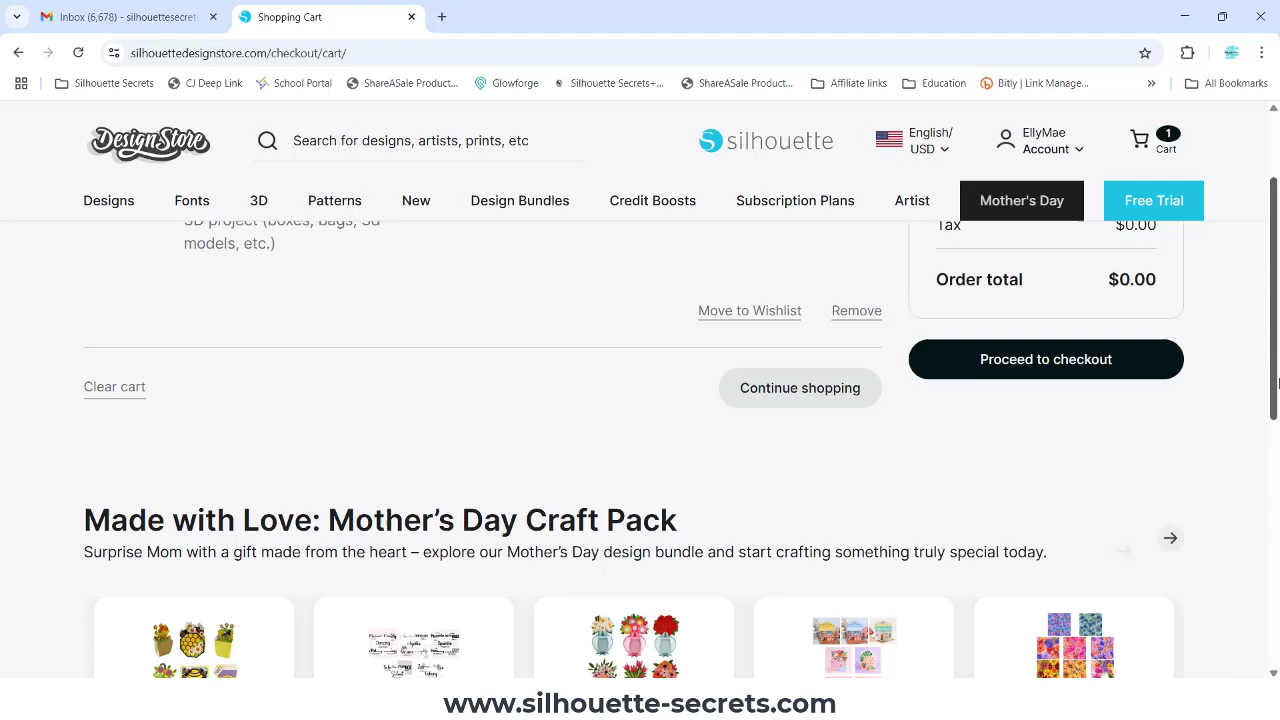 Inbox (6,678) - silhouettesecret
Shopping Cart
silhouettedesignstore.com/checkout/cart/
Silhouette Secrets
CJ Deep Link
School Portal
ShareASale Product...
Glowforge
Silhouette Secrets+...
ShareASale Product...
Affiliate links
Education
Bitly | Link Manage...
All Bookmarks
DesignStore
Search for designs, artists, prints, etc
silhouette
English/
USD
EllyMae
Account
1
Cart
Designs
Fonts
3D
Patterns
New
Design Bundles
Credit Boosts
Subscription Plans
Artist
Mother's Day
Free Trial
3D project (boxes, bags, 3d
models, etc.)
Tax $0.00
Order total $0.00
Move to Wishlist
Remove
Proceed to checkout
Clear cart
Continue shopping
Made with Love: Mother’s Day Craft Pack
Surprise Mom with a gift made from the heart – explore our Mother’s Day design bundle and start crafting something truly special today.
www.silhouette-secrets.com